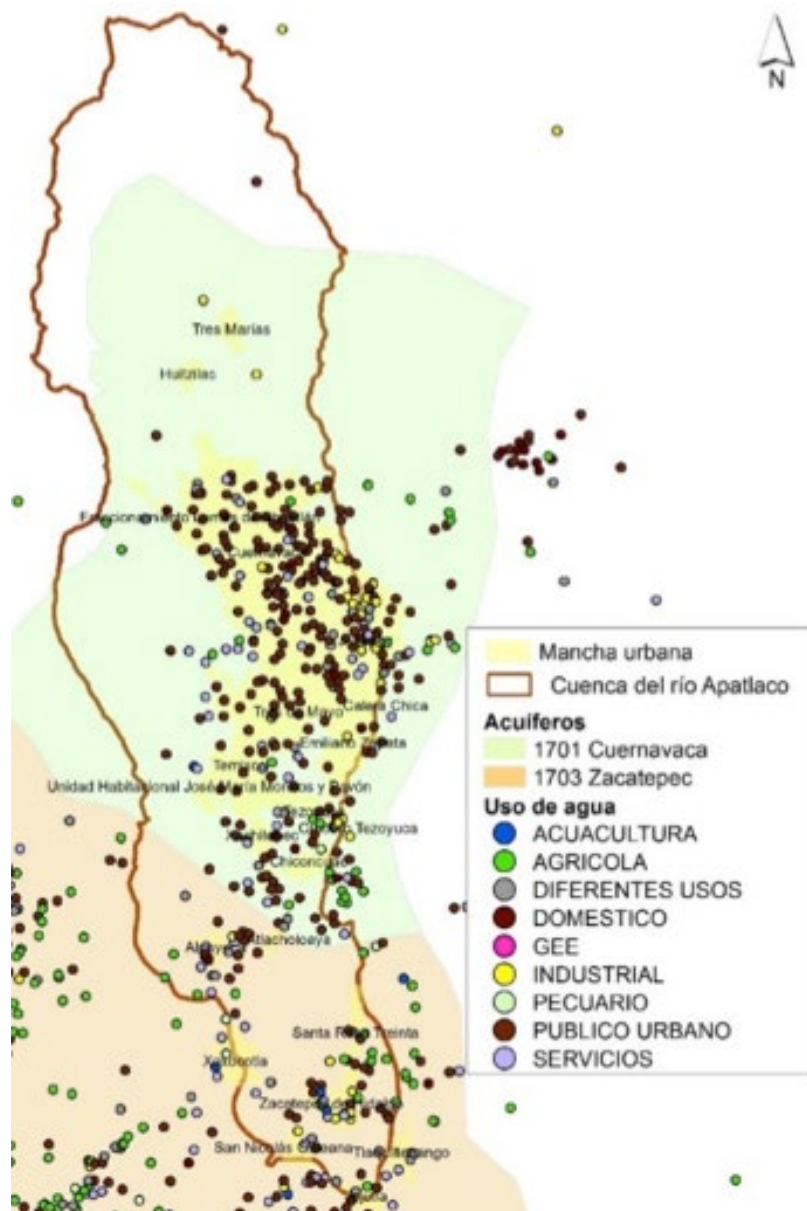 N
Tres Marías
Huitzilac
Cuernavaca
Tres de Mayo
Calera Chica
Emiliano Zapata
Temixco
Unidad Habitacional José María Morelos y Pavón
Tezoyuca
Xochitepec
Chiconcuac
Atlacholoaya
Alpuyeca
Santa Rosa Treinta
Xoxocotla
Zacatepec de Hidalgo
San Nicolás
Mancha urbana
Cuenca del río Apatlaco
Acuíferos
1701 Cuernavaca
1703 Zacatepec
Uso de agua
ACUACULTURA
AGRICOLA
DIFERENTES USOS
DOMESTICO
GEE
INDUSTRIAL
PECUARIO
PUBLICO URBANO
SERVICIOS